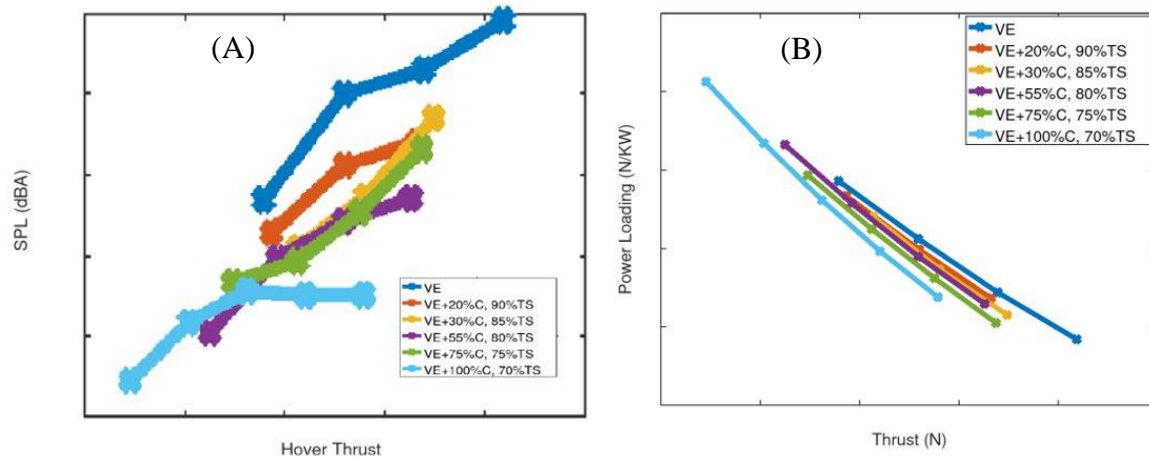 (A)
SPL (dBA)
VE
VE+20%C, 90%TS
VE+30%C, 85%TS
VE+55%C, 80%TS
VE+75%C, 75%TS
VE+100%C, 70%TS
Hover Thrust
(B)
Power Loading (N/KW)
VE
VE+20%C, 90%TS
VE+30%C, 85%TS
VE+55%C, 80%TS
VE+75%C, 75%TS
VE+100%C, 70%TS
Thrust (N)